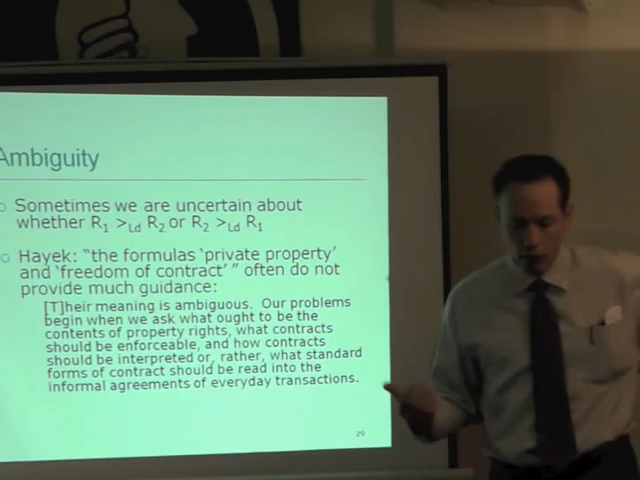 Ambiguity
Sometimes we are uncertain about
whether R1 >Ld R2 or R2 >Ld R1
Hayek: "the formulas 'private property'
and 'freedom of contract' " often do not
provide much guidance:
[T]heir meaning is ambiguous. Our problems
begin when we ask what ought to be the
contents of property rights, what contracts
should be enforceable, and how contracts
should be interpreted or, rather, what standard
forms of contract should be read into the
informal agreements of everyday transactions.
29